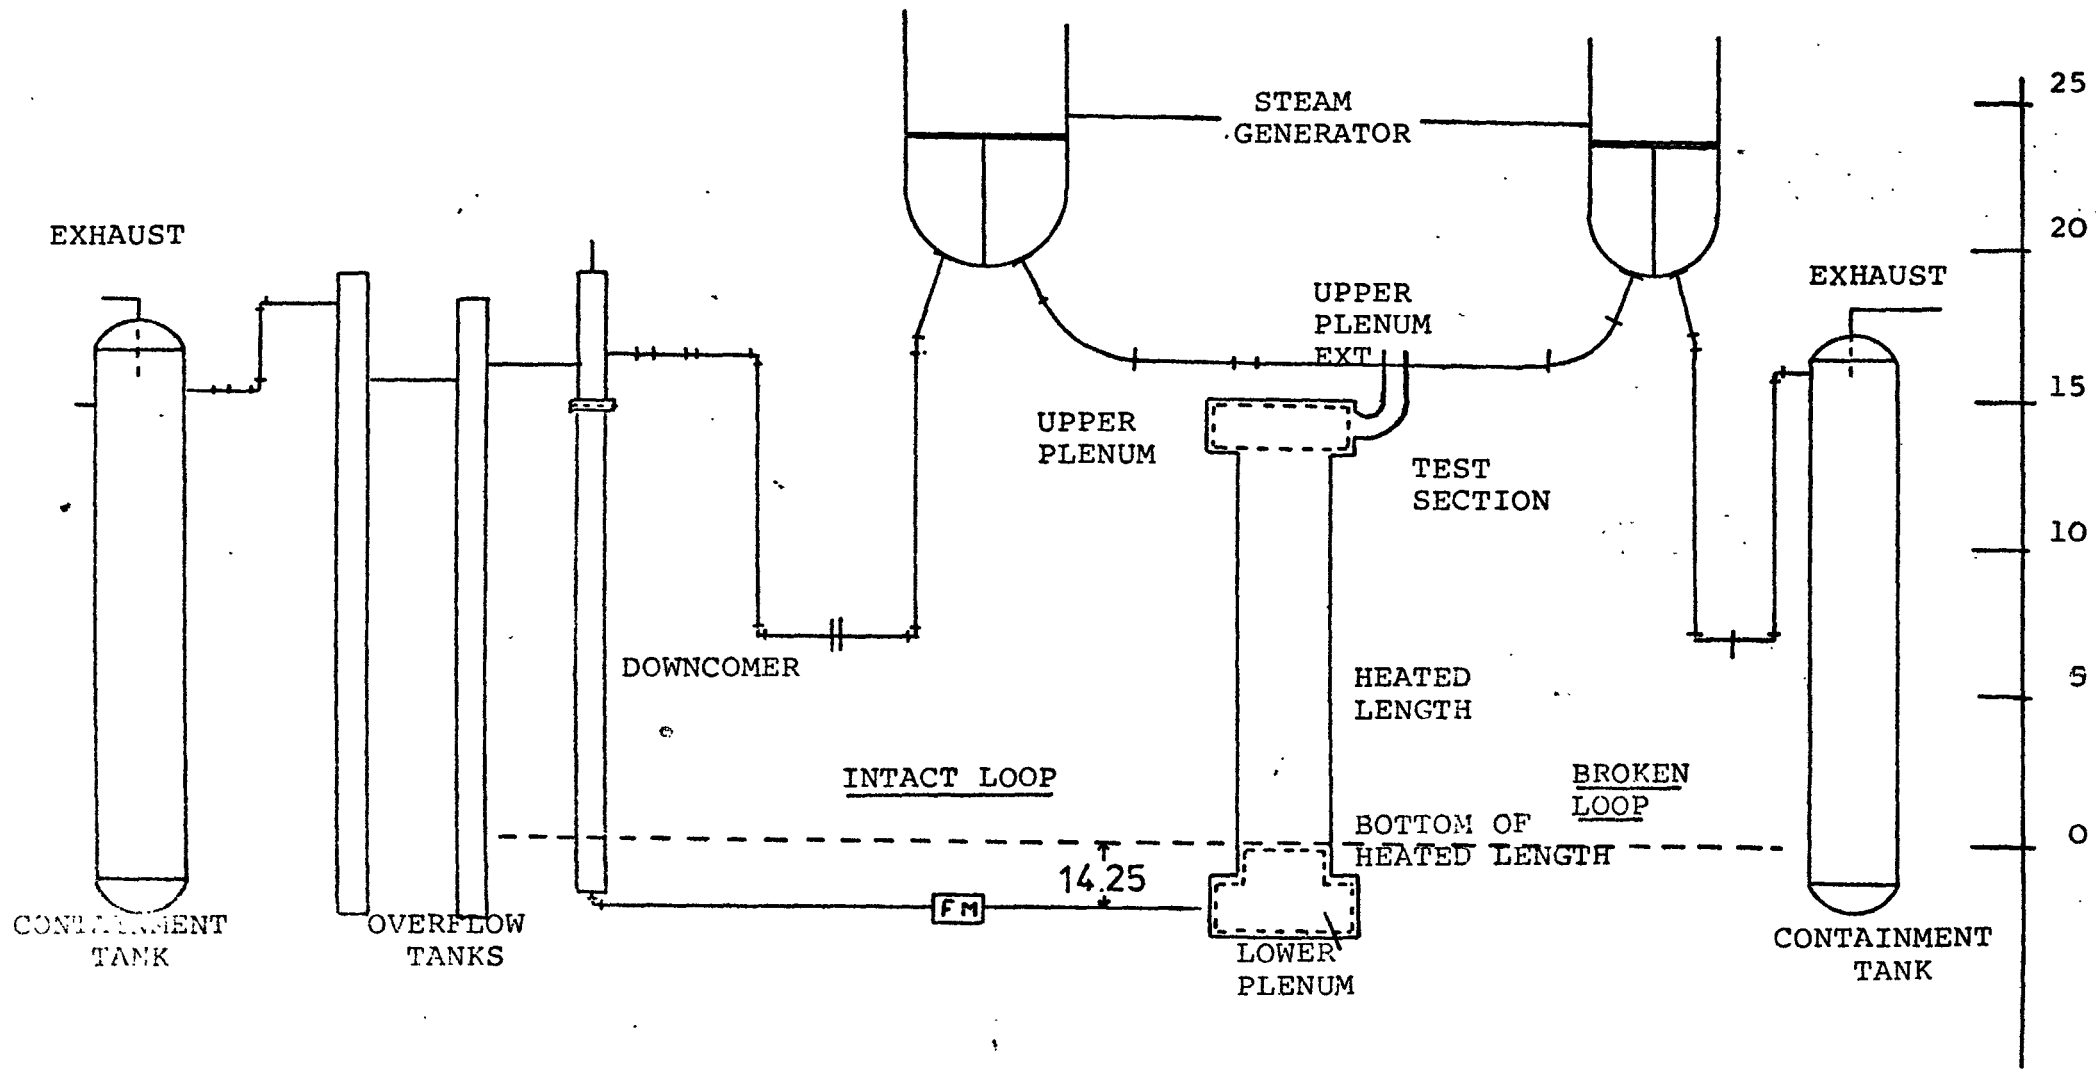 25
STEAM
GENERATOR
20
EXHAUST
EXHAUST
UPPER
PLENUM
EXT
15
UPPER
PLENUM
TEST
SECTION
10
DOWNCOMER
HEATED
LENGTH
5
INTACT LOOP
BROKEN
LOOP
BOTTOM OF
HEATED LENGTH
0
14.25
FM
CONTAINMENT
TANK
OVERFLOW
TANKS
LOWER
PLENUM
CONTAINMENT
TANK